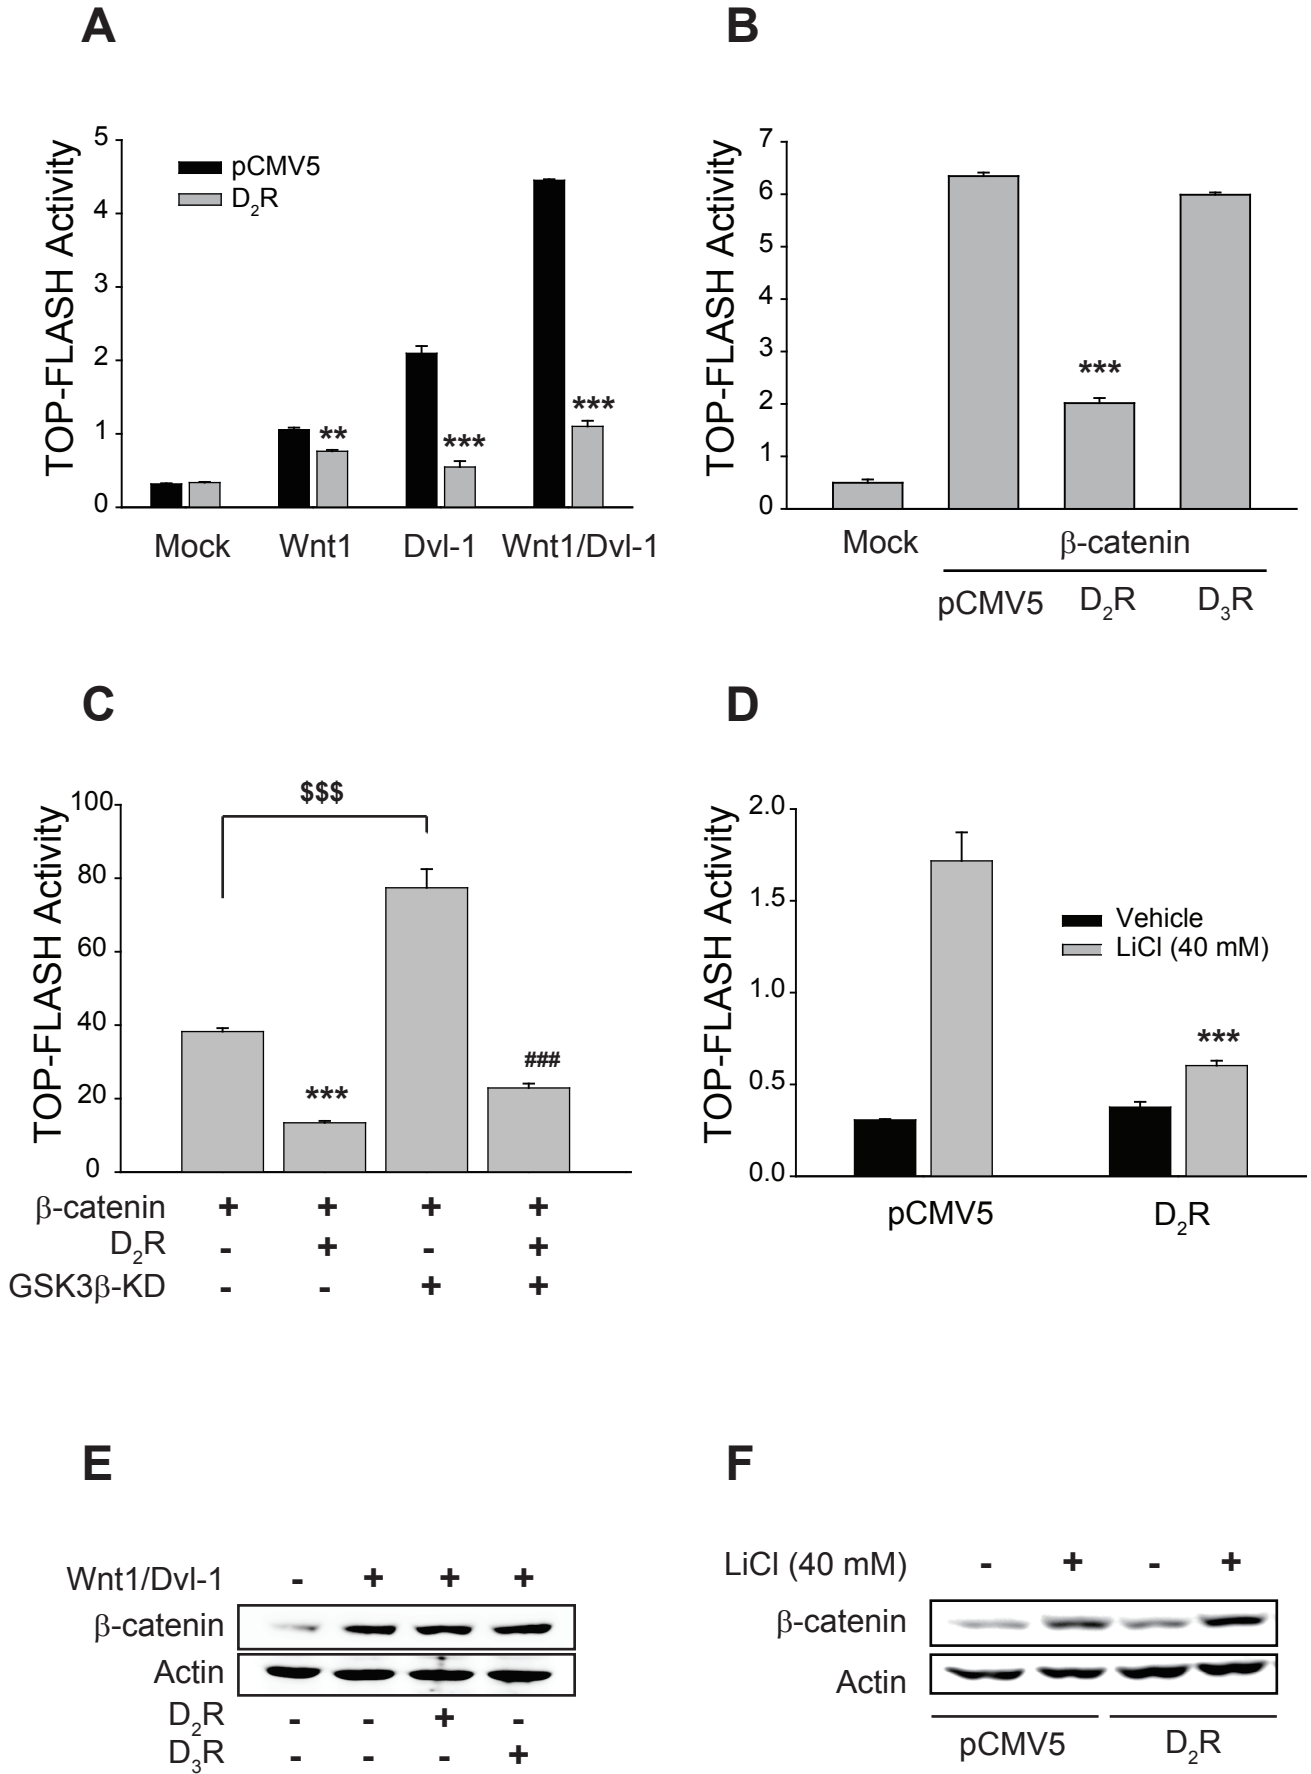 A
TOP-FLASH Activity
5
4
3
2
1
0
pCMV5
D2R
**
***
***
Mock Wnt1 Dvl-1 Wnt1/Dvl-1
B
TOP-FLASH Activity
7
6
5
4
3
2
1
0
***
Mock β-catenin
pCMV5 D2R D3R
C
TOP-FLASH Activity
100
80
60
40
20
0
$$$
***
###
β-catenin + + + +
D2R - + - +
GSK3β-KD - - + +
D
TOP-FLASH Activity
2.0
1.5
1.0
0.5
0.0
Vehicle
LiCl (40 mM)
***
pCMV5 D2R
E
Wnt1/Dvl-1 - + + +
β-catenin
Actin
D2R - - + -
D3R - - - +
F
LiCl (40 mM) - + - +
β-catenin
Actin
pCMV5 D2R